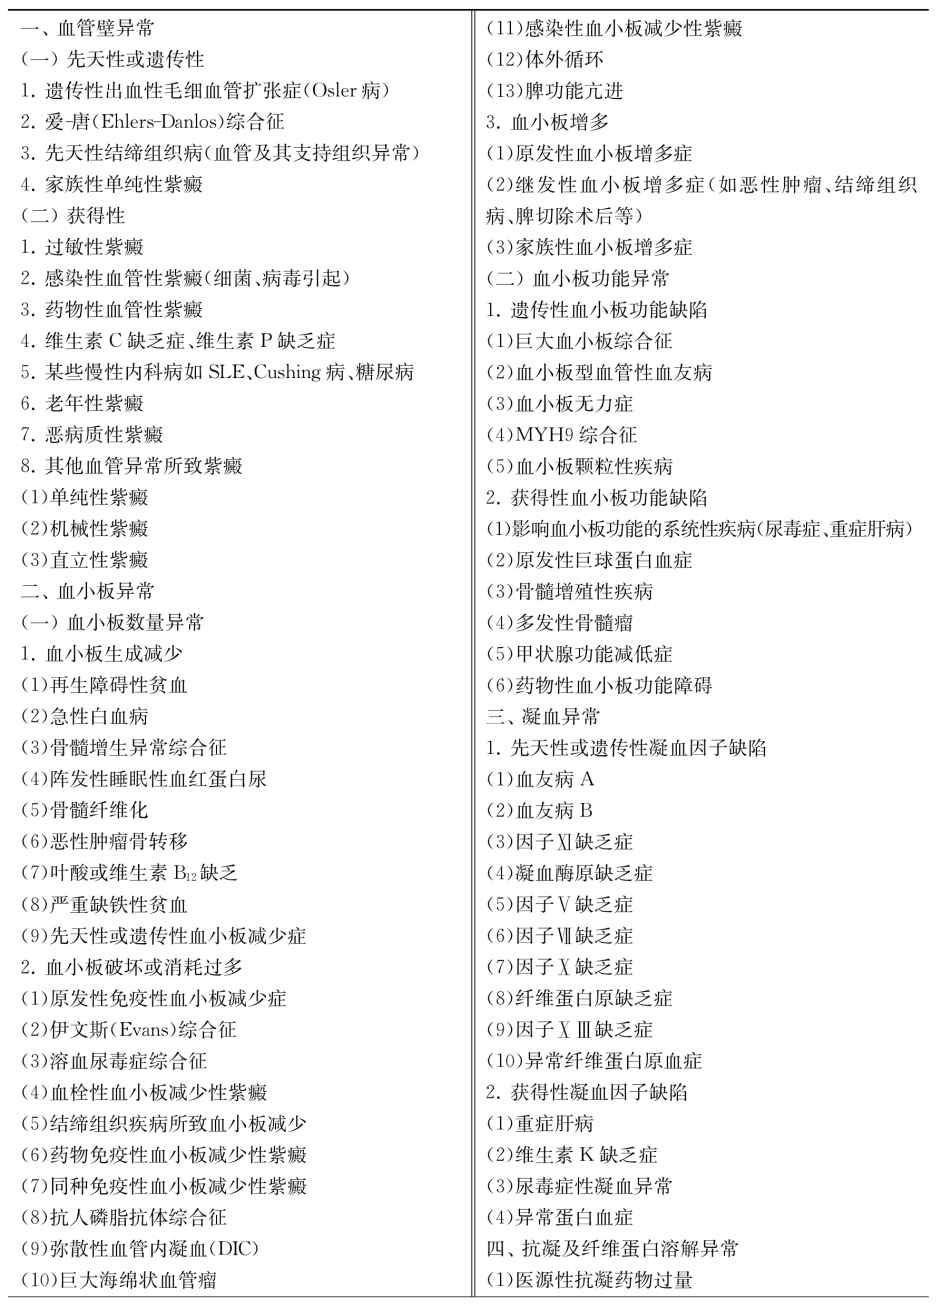 一、血管壁异常
(一) 先天性或遗传性
1. 遗传性出血性毛细血管扩张症(Osler 病)
2. 爱-唐(Ehlers-Danlos)综合征
3. 先天性结缔组织病(血管及其支持组织异常)
4. 家族性单纯性紫癜
(二) 获得性
1. 过敏性紫癜
2. 感染性血管性紫癜(细菌、病毒引起)
3. 药物性血管性紫癜
4. 维生素 C 缺乏症、维生素 P 缺乏症
5. 某些慢性内科病如 SLE、Cushing 病、糖尿病
6. 老年性紫癜
7. 恶病质性紫癜
8. 其他血管异常所致紫癜
(1)单纯性紫癜
(2)机械性紫癜
(3)直立性紫癜
二、血小板异常
(一) 血小板数量异常
1. 血小板生成减少
(1)再生障碍性贫血
(2)急性白血病
(3)骨髓增生异常综合征
(4)阵发性睡眠性血红蛋白尿
(5)骨髓纤维化
(6)恶性肿瘤骨转移
(7)叶酸或维生素 B₁₂缺乏
(8)严重缺铁性贫血
(9)先天性或遗传性血小板减少症
2. 血小板破坏或消耗过多
(1)原发性免疫性血小板减少症
(2)伊文斯(Evans)综合征
(3)溶血尿毒症综合征
(4)血栓性血小板减少性紫癜
(5)结缔组织疾病所致血小板减少
(6)药物免疫性血小板减少性紫癜
(7)同种免疫性血小板减少性紫癜
(8)抗人磷脂抗体综合征
(9)弥散性血管内凝血(DIC)
(10)巨大海绵状血管瘤
(11)感染性血小板减少性紫癜
(12)体外循环
(13)脾功能亢进
3. 血小板增多
(1)原发性血小板增多症
(2)继发性血小板增多症(如恶性肿瘤、结缔组织
病、脾切除术后等)
(3)家族性血小板增多症
(二) 血小板功能异常
1. 遗传性血小板功能缺陷
(1)巨大血小板综合征
(2)血小板型血管性血友病
(3)血小板无力症
(4)MYH9 综合征
(5)血小板颗粒性疾病
2. 获得性血小板功能缺陷
(1)影响血小板功能的系统性疾病(尿毒症、重症肝病)
(2)原发性巨球蛋白血症
(3)骨髓增殖性疾病
(4)多发性骨髓瘤
(5)甲状腺功能减低症
(6)药物性血小板功能障碍
三、凝血异常
1. 先天性或遗传性凝血因子缺陷
(1)血友病 A
(2)血友病 B
(3)因子Ⅺ缺乏症
(4)凝血酶原缺乏症
(5)因子Ⅴ缺乏症
(6)因子Ⅶ缺乏症
(7)因子Ⅹ缺乏症
(8)纤维蛋白原缺乏症
(9)因子ⅩⅢ缺乏症
(10)异常纤维蛋白原血症
2. 获得性凝血因子缺陷
(1)重症肝病
(2)维生素 K 缺乏症
(3)尿毒症性凝血异常
(4)异常蛋白血症
四、抗凝及纤维蛋白溶解异常
(1)医源性抗凝药物过量